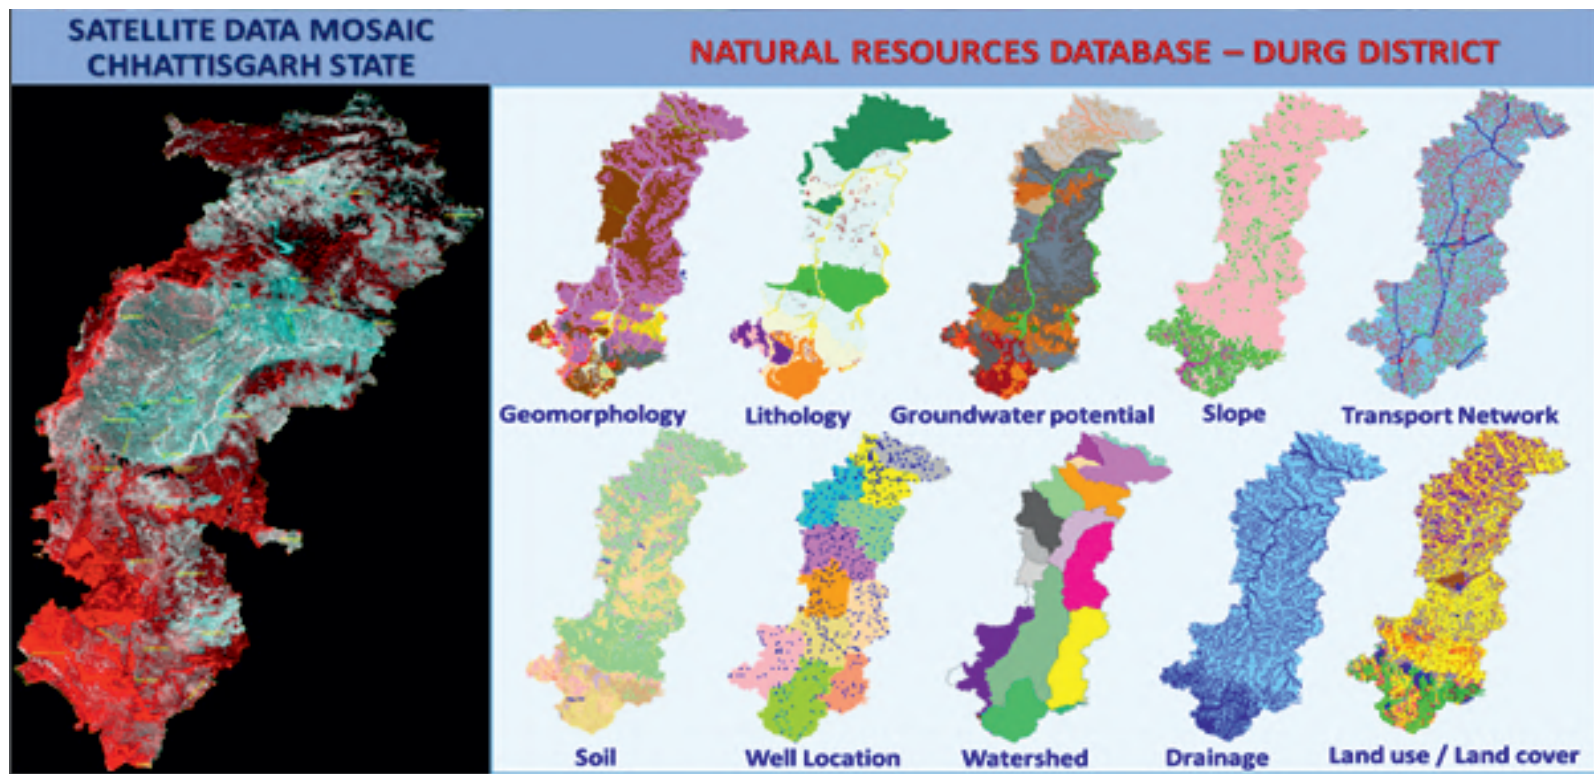 SATELLITE DATA MOSAIC
CHHATTISGARH STATE
NATURAL RESOURCES DATABASE – DURG DISTRICT
Geomorphology
Lithology
Groundwater potential
Slope
Transport Network
Soil
Well Location
Watershed
Drainage
Land use / Land cover